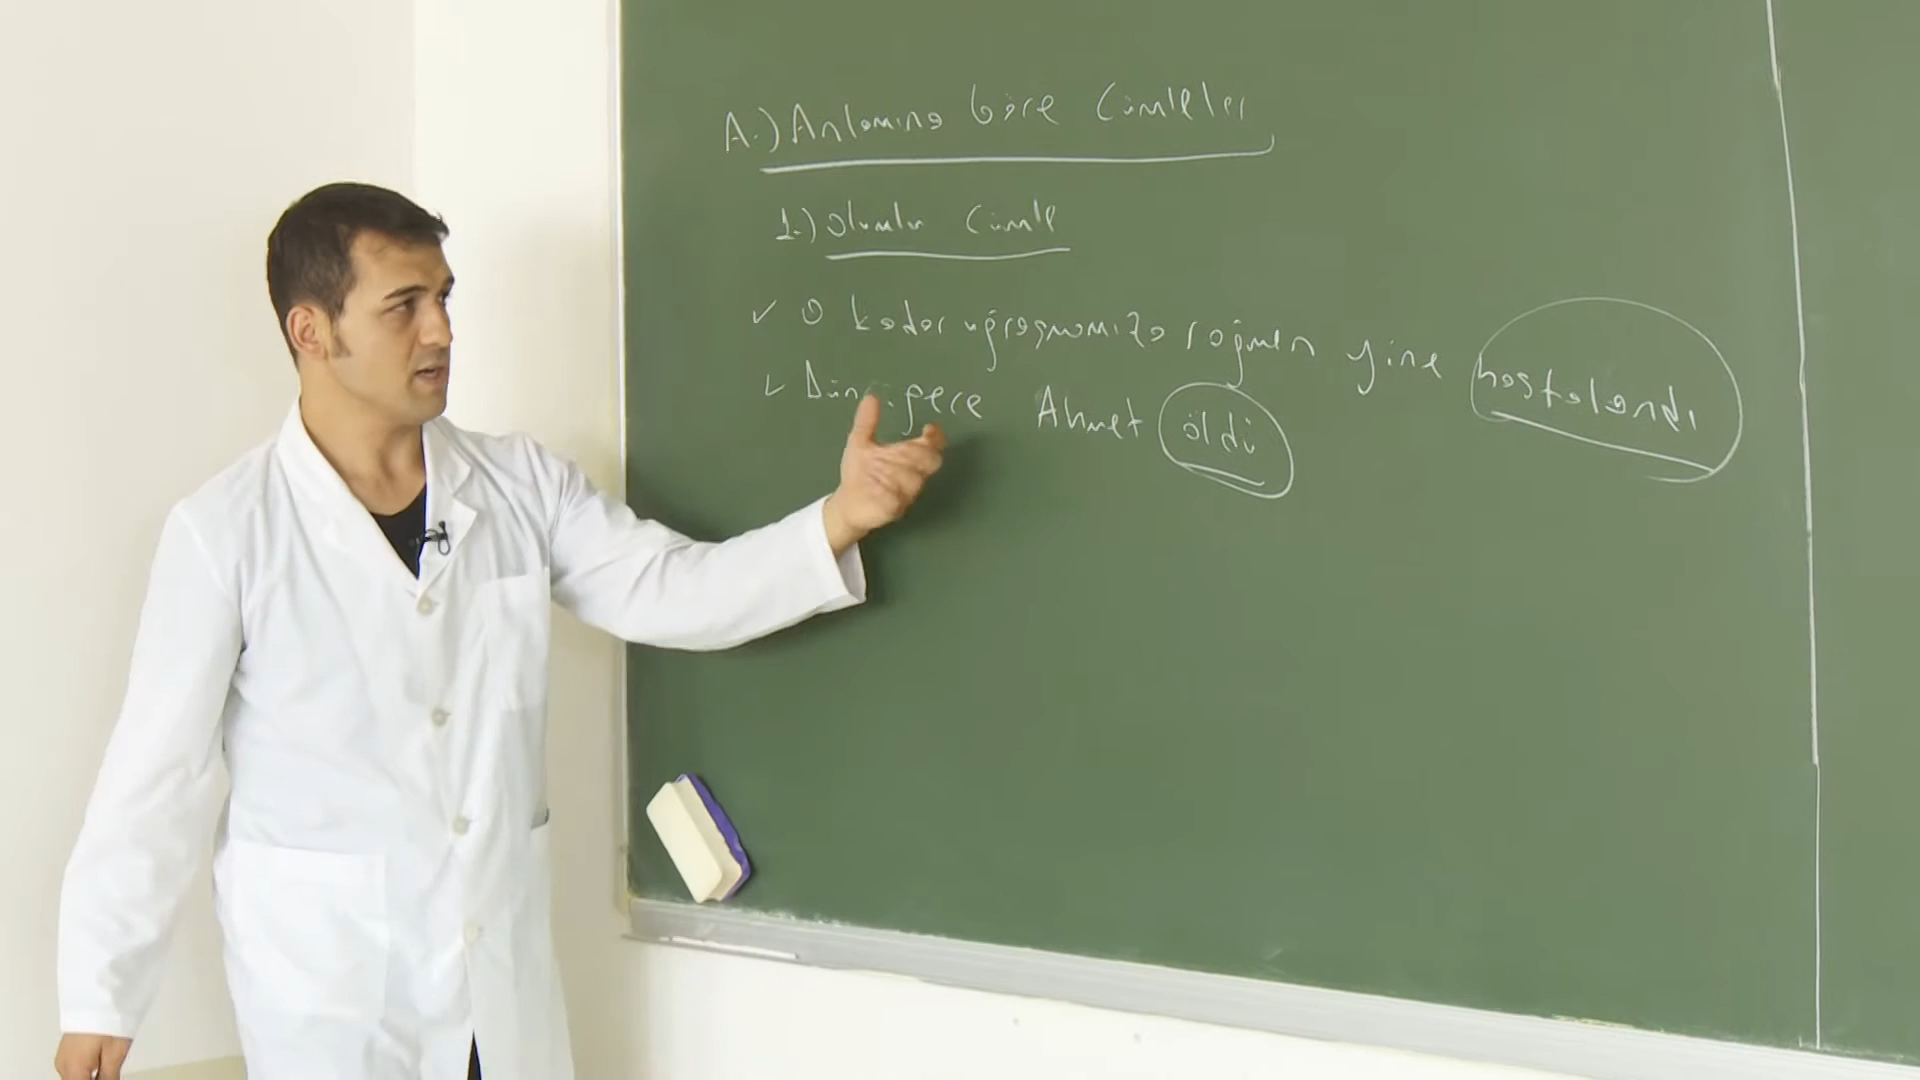 A.) Anlamına Göre Cümleler
1.) Olumlu Cümle
✓ O kadar uğraşmamıza rağmen yine hastalandı
✓ Dün gece Ahmet öldü